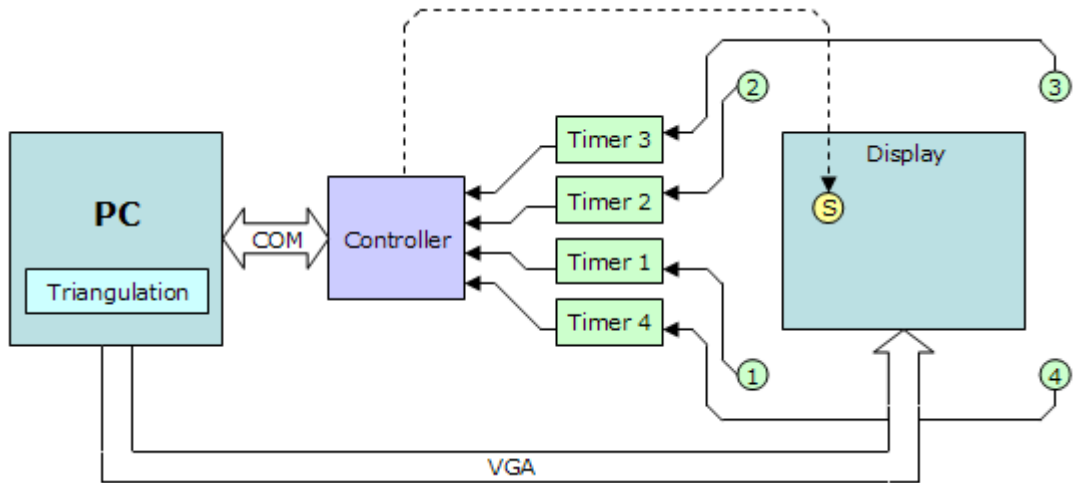 2
3
Timer 3
Display
PC
Timer 2
S
COM
Controller
Timer 1
Triangulation
Timer 4
1
4
VGA